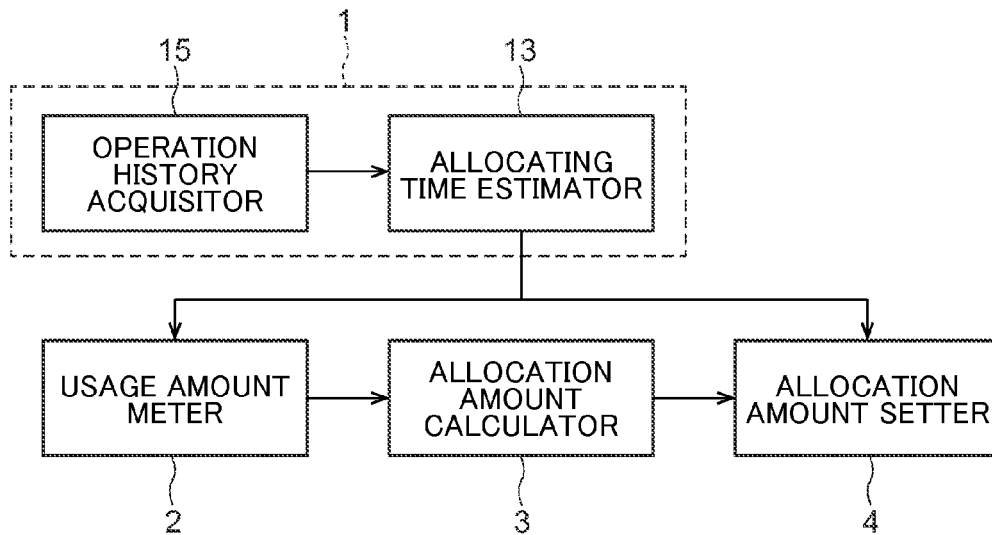 1
15
13
OPERATION
HISTORY
ACQUISITOR
ALLOCATING
TIME ESTIMATOR
USAGE AMOUNT
METER
ALLOCATION
AMOUNT
CALCULATOR
ALLOCATION
AMOUNT SETTER
2
3
4